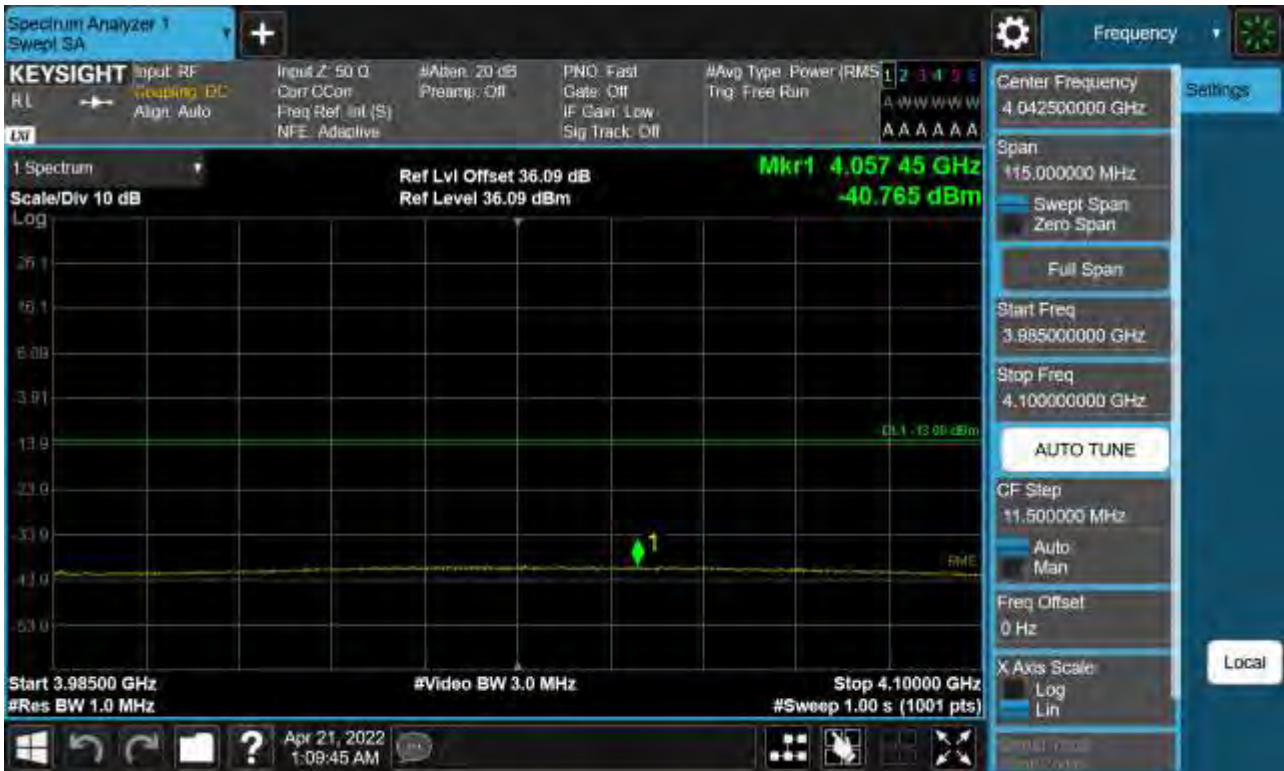 Spectrum Analyzer 1
Swept SA
Frequency
KEYSIGHT
RL
LXI
Input: RF
Coupling: DC
Align: Auto
Input Z: 50 Ω
Corr CCorr
Freq Ref: Int (S)
NFE: Adaptive
#Atten: 20 dB
Preamp: Off
PNO: Fast
Gate: Off
IF Gain: Low
Sig Track: Off
#Avg Type: Power (RMS
Trig: Free Run
1 2 3 4 5 6
A W W W W W
A A A A A A
1 Spectrum
Scale/Div 10 dB
Log
Ref Lvl Offset 36.09 dB
Ref Level 36.09 dBm
Mkr1 4.057 45 GHz
-40.765 dBm
26.1
16.1
6.09
-3.91
-13.9
-23.9
-33.9
-43.9
-53.9
DL1 -13.00 dBm
1
RMS
Start 3.98500 GHz
#Res BW 1.0 MHz
#Video BW 3.0 MHz
Stop 4.10000 GHz
#Sweep 1.00 s (1001 pts)
Center Frequency
4.042500000 GHz
Settings
Span
115.000000 MHz
Swept Span
Zero Span
Full Span
Start Freq
3.985000000 GHz
Stop Freq
4.100000000 GHz
AUTO TUNE
CF Step
11.500000 MHz
Auto
Man
Freq Offset
0 Hz
X Axis Scale
Log
Lin
Local
?
Apr 21, 2022
1:09:45 AM